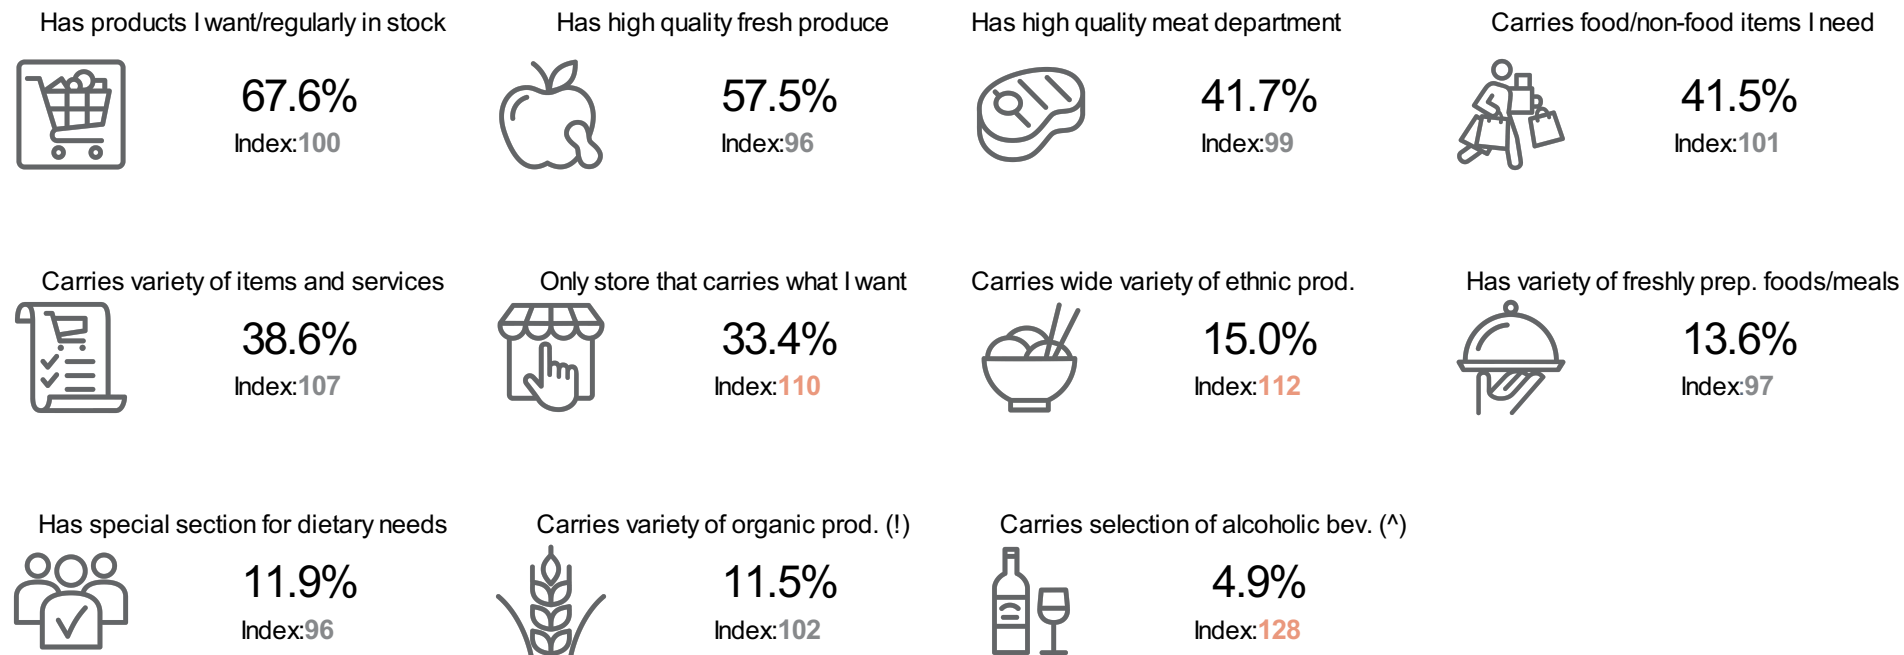 Has products I want/regularly in stock
67.6%
Index:100
Has high quality fresh produce
57.5%
Index:96
Has high quality meat department
41.7%
Index:99
Carries food/non-food items I need
41.5%
Index:101
Carries variety of items and services
38.6%
Index:107
Only store that carries what I want
33.4%
Index:110
Carries wide variety of ethnic prod.
15.0%
Index:112
Has variety of freshly prep. foods/meals
13.6%
Index:97
Has special section for dietary needs
11.9%
Index:96
Carries variety of organic prod. (!)
11.5%
Index:102
Carries selection of alcoholic bev. (^)
4.9%
Index:128